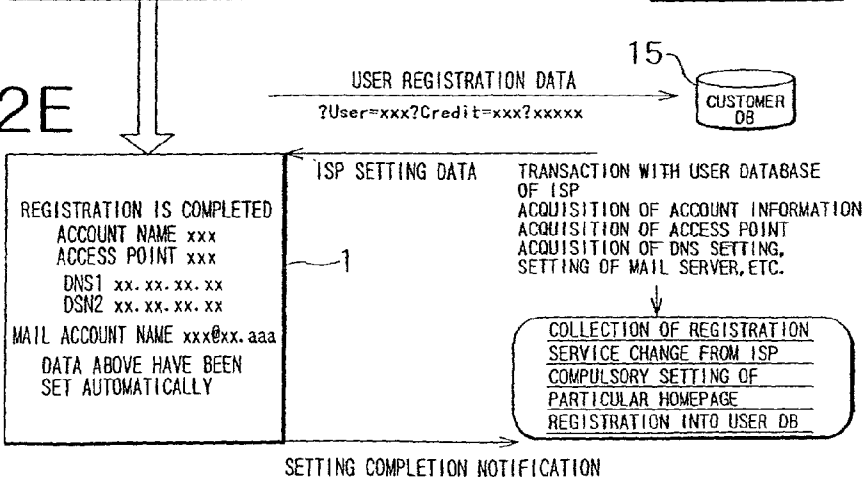 15
USER REGISTRATION DATA
?User=xxx?Credit=xxx?xxxxx
CUSTOMER
DB
2E
ISP SETTING DATA
TRANSACTION WITH USER DATABASE
OF ISP
ACQUISITION OF ACCOUNT INFORMATION
ACQUISITION OF ACCESS POINT
ACQUISITION OF DNS SETTING,
SETTING OF MAIL SERVER, ETC.
REGISTRATION IS COMPLETED
ACCOUNT NAME xxx
ACCESS POINT xxx
DNS1 xx.xx.xx.xx
DSN2 xx.xx.xx.xx
MAIL ACCOUNT NAME xxx@xx.aaa
DATA ABOVE HAVE BEEN
SET AUTOMATICALLY
1
COLLECTION OF REGISTRATION
SERVICE CHANGE FROM ISP
COMPULSORY SETTING OF
PARTICULAR HOMEPAGE
REGISTRATION INTO USER DB
SETTING COMPLETION NOTIFICATION